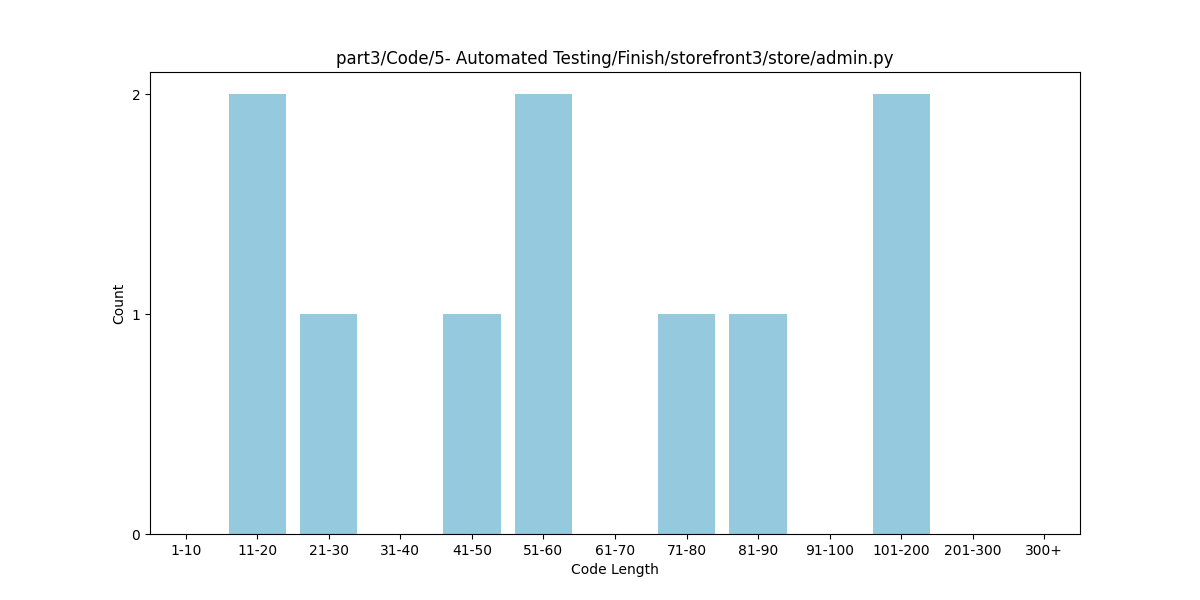 part3/Code/5- Automated Testing/Finish/storefront3/store/admin.py
Count
2
1
0
1-10 11-20 21-30 31-40 41-50 51-60 61-70 71-80 81-90 91-100 101-200 201-300 300+
Code Length